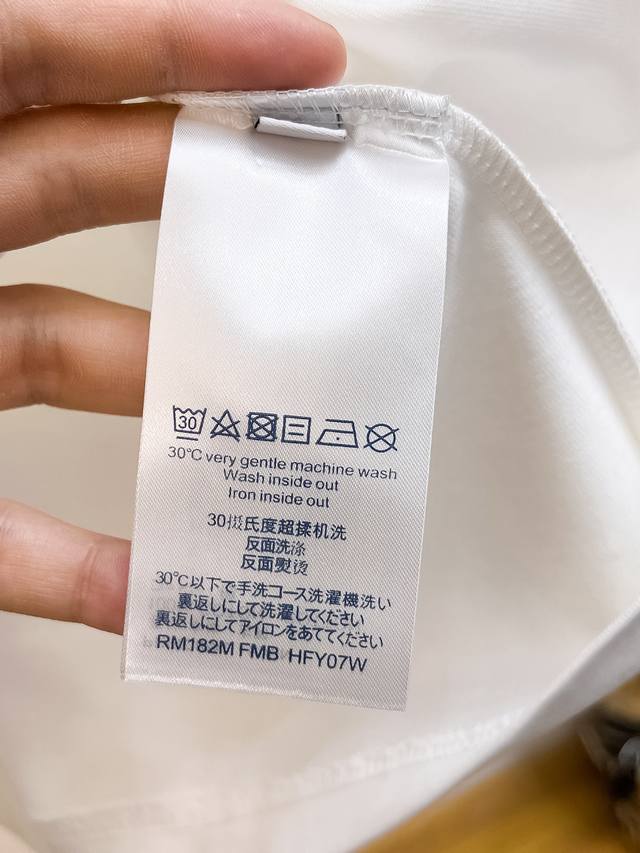 30
30°C very gentle machine wash
Wash inside out
Iron inside out
30摄氏度超揉机洗
反面洗涤
反面熨烫
30℃以下で手洗コース洗濯機洗い
裏返しにして洗濯してください
裏返しにしてアイロンをあててください
RM182M FMB HFY07W